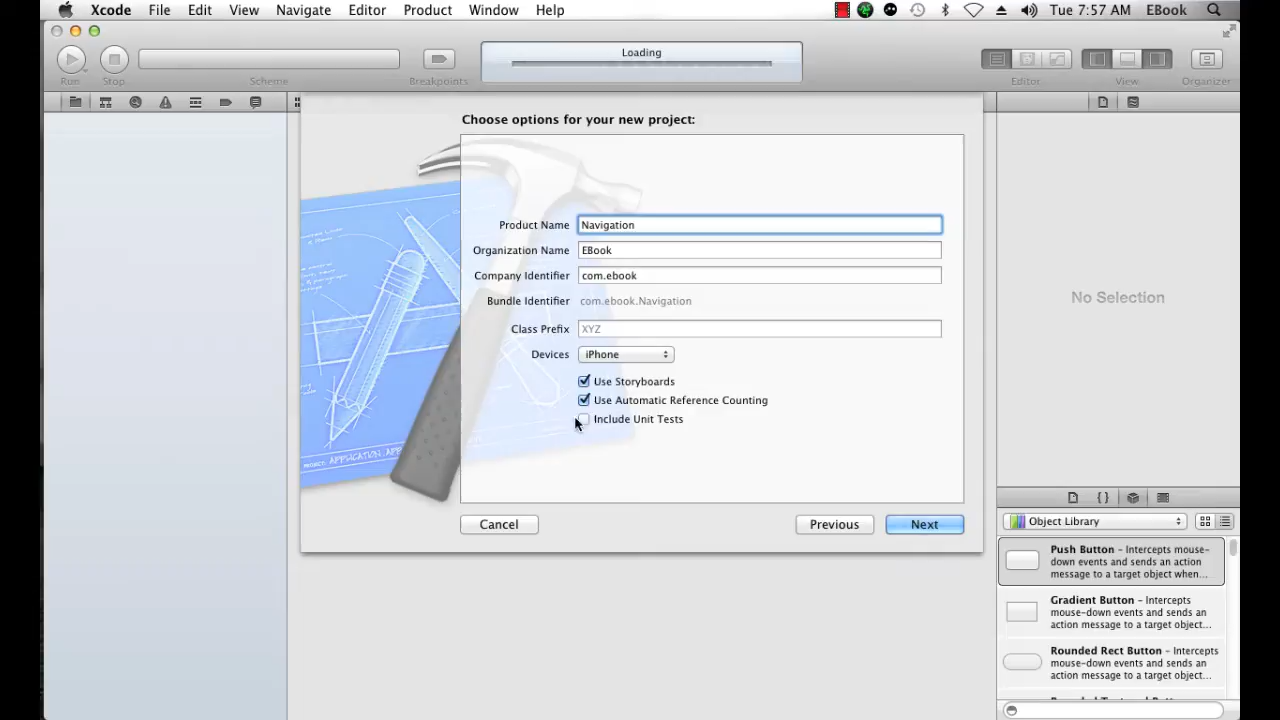 Xcode File Edit View Navigate Editor Product Window Help Tue 7:57 AM EBook
Loading
Run Stop Scheme Breakpoints Editor View Organizer
Choose options for your new project:
Product Name Navigation
Organization Name EBook
Company Identifier com.ebook
Bundle Identifier com.ebook.Navigation
Class Prefix XYZ
Devices iPhone
Use Storyboards
Use Automatic Reference Counting
Include Unit Tests
Cancel Previous Next
No Selection
{ }
Object Library
Push Button - Intercepts mouse-
down events and sends an action
message to a target object when...
Gradient Button - Intercepts
mouse-down events and sends an
action message to a target object...
Rounded Rect Button - Intercepts
mouse-down events and sends an
action message to a target object...